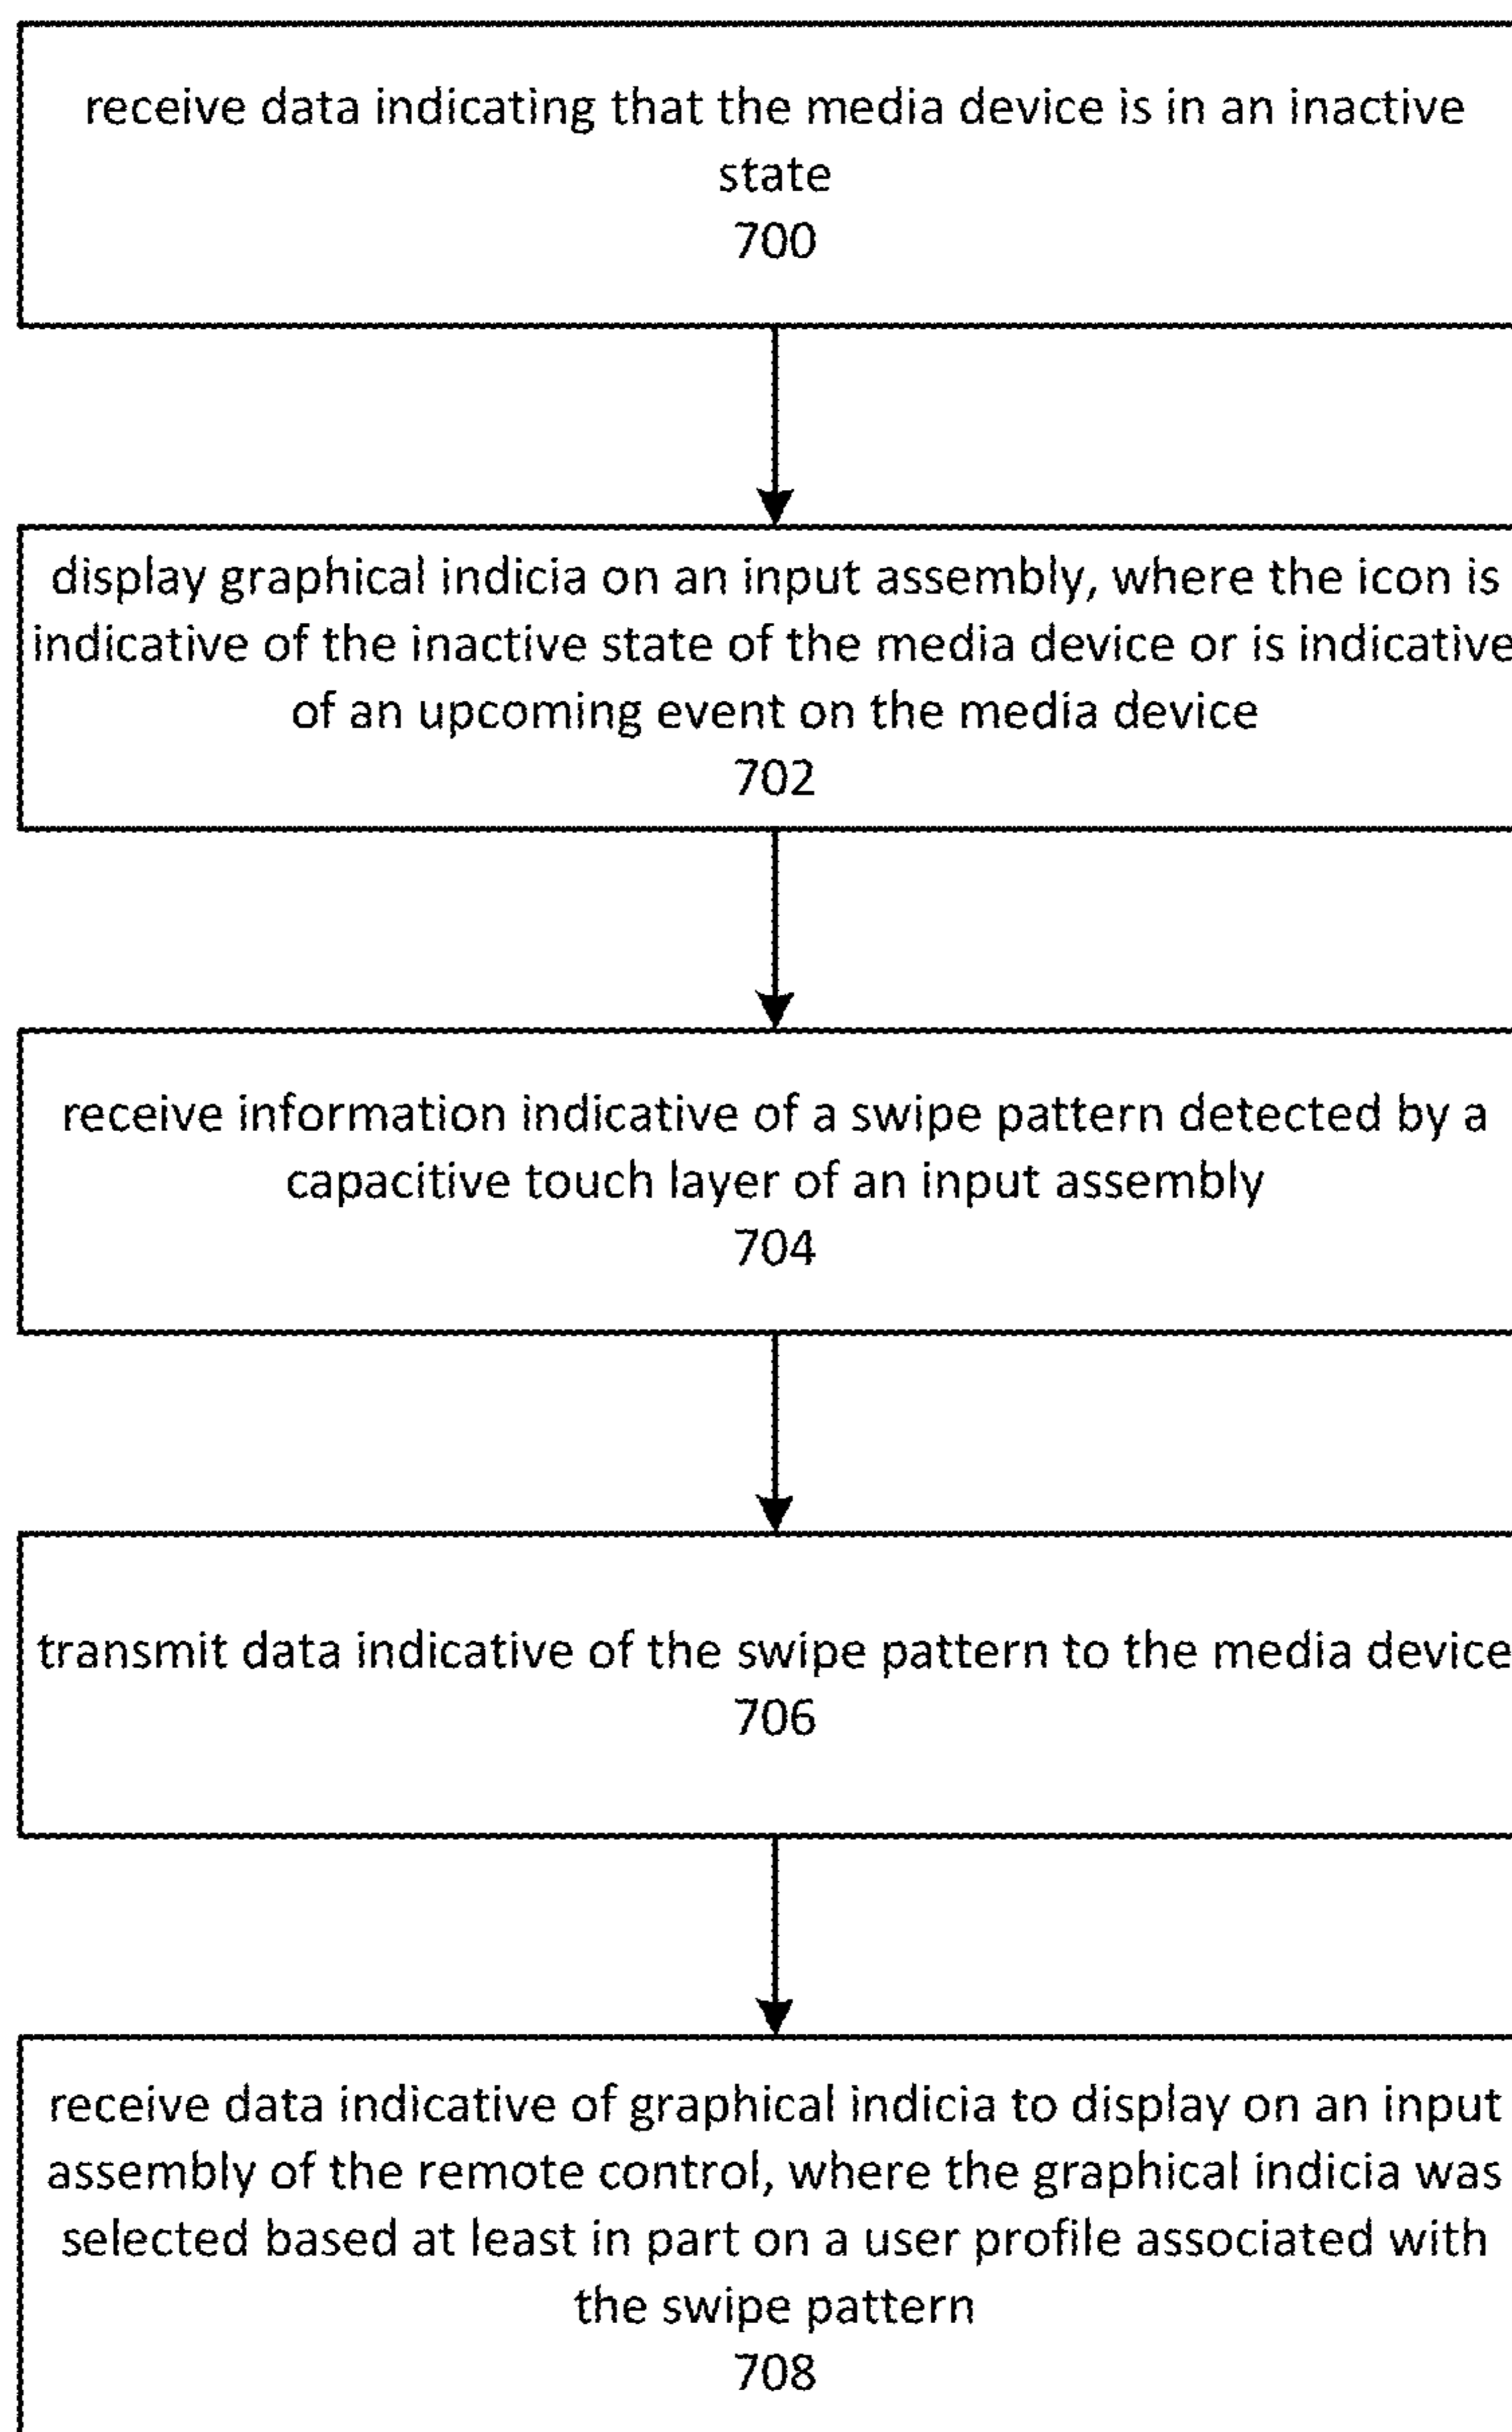 receive data indicating that the media device is in an inactive
state
700
display graphical indicia on an input assembly, where the icon is
indicative of the inactive state of the media device or is indicative
of an upcoming event on the media device
702
receive information indicative of a swipe pattern detected by a
capacitive touch layer of an input assembly
704
transmit data indicative of the swipe pattern to the media device
706
receive data indicative of graphical indicia to display on an input
assembly of the remote control, where the graphical indicia was
selected based at least in part on a user profile associated with
the swipe pattern
708